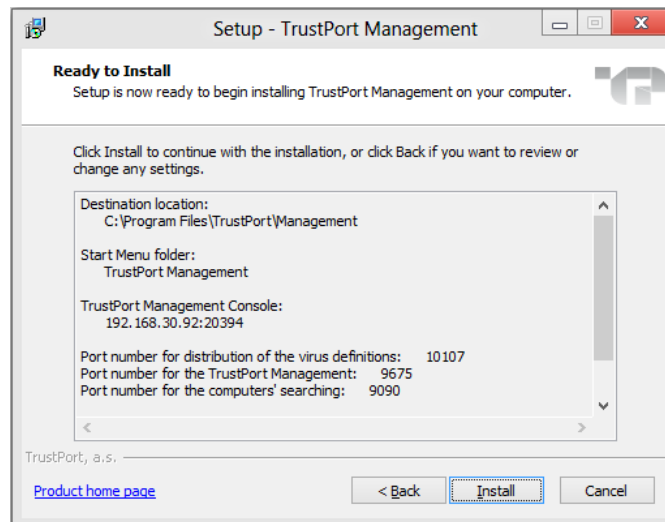 Setup - TrustPort Management
Ready to Install
Setup is now ready to begin installing TrustPort Management on your computer.
Click Install to continue with the installation, or click Back if you want to review or
change any settings.
Destination location:
C:\Program Files\TrustPort\Management
Start Menu folder:
TrustPort Management
TrustPort Management Console:
192.168.30.92:20394
Port number for distribution of the virus definitions: 10107
Port number for the TrustPort Management: 9675
Port number for the computers' searching: 9090
TrustPort, a.s.
Product home page
< Back
Install
Cancel